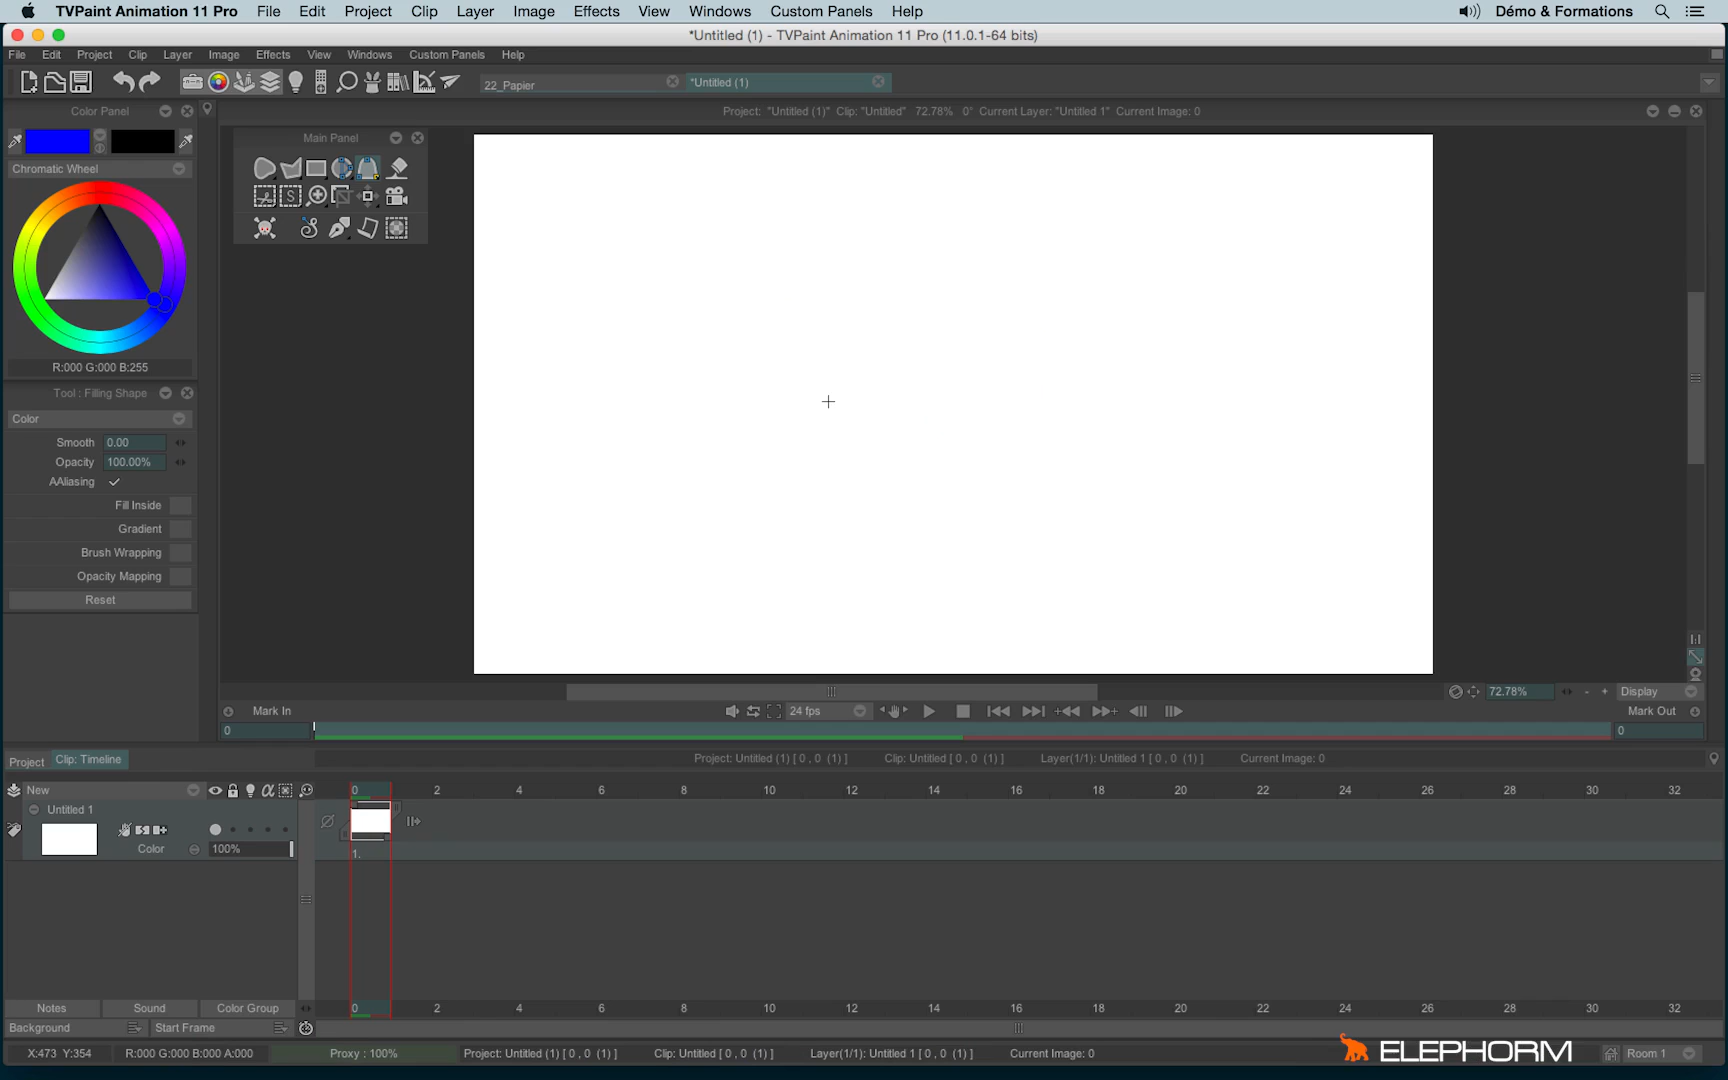 TVPaint Animation 11 Pro File Edit Project Clip Layer Image Effects View Windows Custom Panels Help Démo & Formations
*Untitled (1) - TVPaint Animation 11 Pro (11.0.1-64 bits)
File Edit Project Clip Layer Image Effects View Windows Custom Panels Help
22_Papier *Untitled (1)
Color Panel Project: "Untitled (1)" Clip: "Untitled" 72.78% 0° Current Layer: "Untitled 1" Current Image: 0
Main Panel
Chromatic Wheel
S
R:000 G:000 B:255
Tool : Filling Shape
Color
Smooth 0.00
Opacity 100.00%
AAliasing
Fill Inside
Gradient
Brush Wrapping
Opacity Mapping
Reset
72.78% - + Display
Mark In 24 fps Mark Out
0 0
Project Clip: Timeline Project: Untitled (1) [ 0 , 0 (1) ] Clip: Untitled [ 0 , 0 (1) ] Layer(1/1): Untitled 1 [ 0 , 0 (1) ] Current Image: 0
New 0 2 4 6 8 10 12 14 16 18 20 22 24 26 28 30 32
Untitled 1
Color 100%
1.
Notes Sound Color Group 0 2 4 6 8 10 12 14 16 18 20 22 24 26 28 30 32
Background Start Frame
X:473 Y:354 R:000 G:000 B:000 A:000 Proxy : 100% Project: Untitled (1) [ 0 , 0 (1) ] Clip: Untitled [ 0 , 0 (1) ] Layer(1/1): Untitled 1 [ 0 , 0 (1) ] Current Image: 0 ELEPHORM Room 1